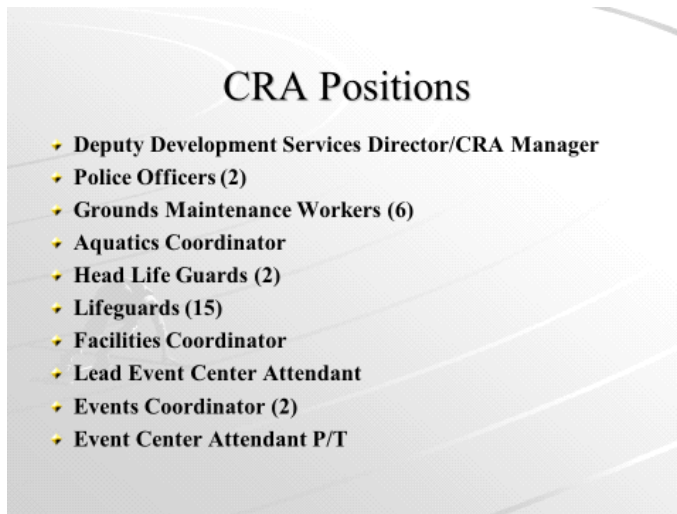 CRA Positions
Deputy Development Services Director/CRA Manager
Police Officers (2)
Grounds Maintenance Workers (6)
Aquatics Coordinator
Head Life Guards (2)
Lifeguards (15)
Facilities Coordinator
Lead Event Center Attendant
Events Coordinator (2)
Event Center Attendant P/T